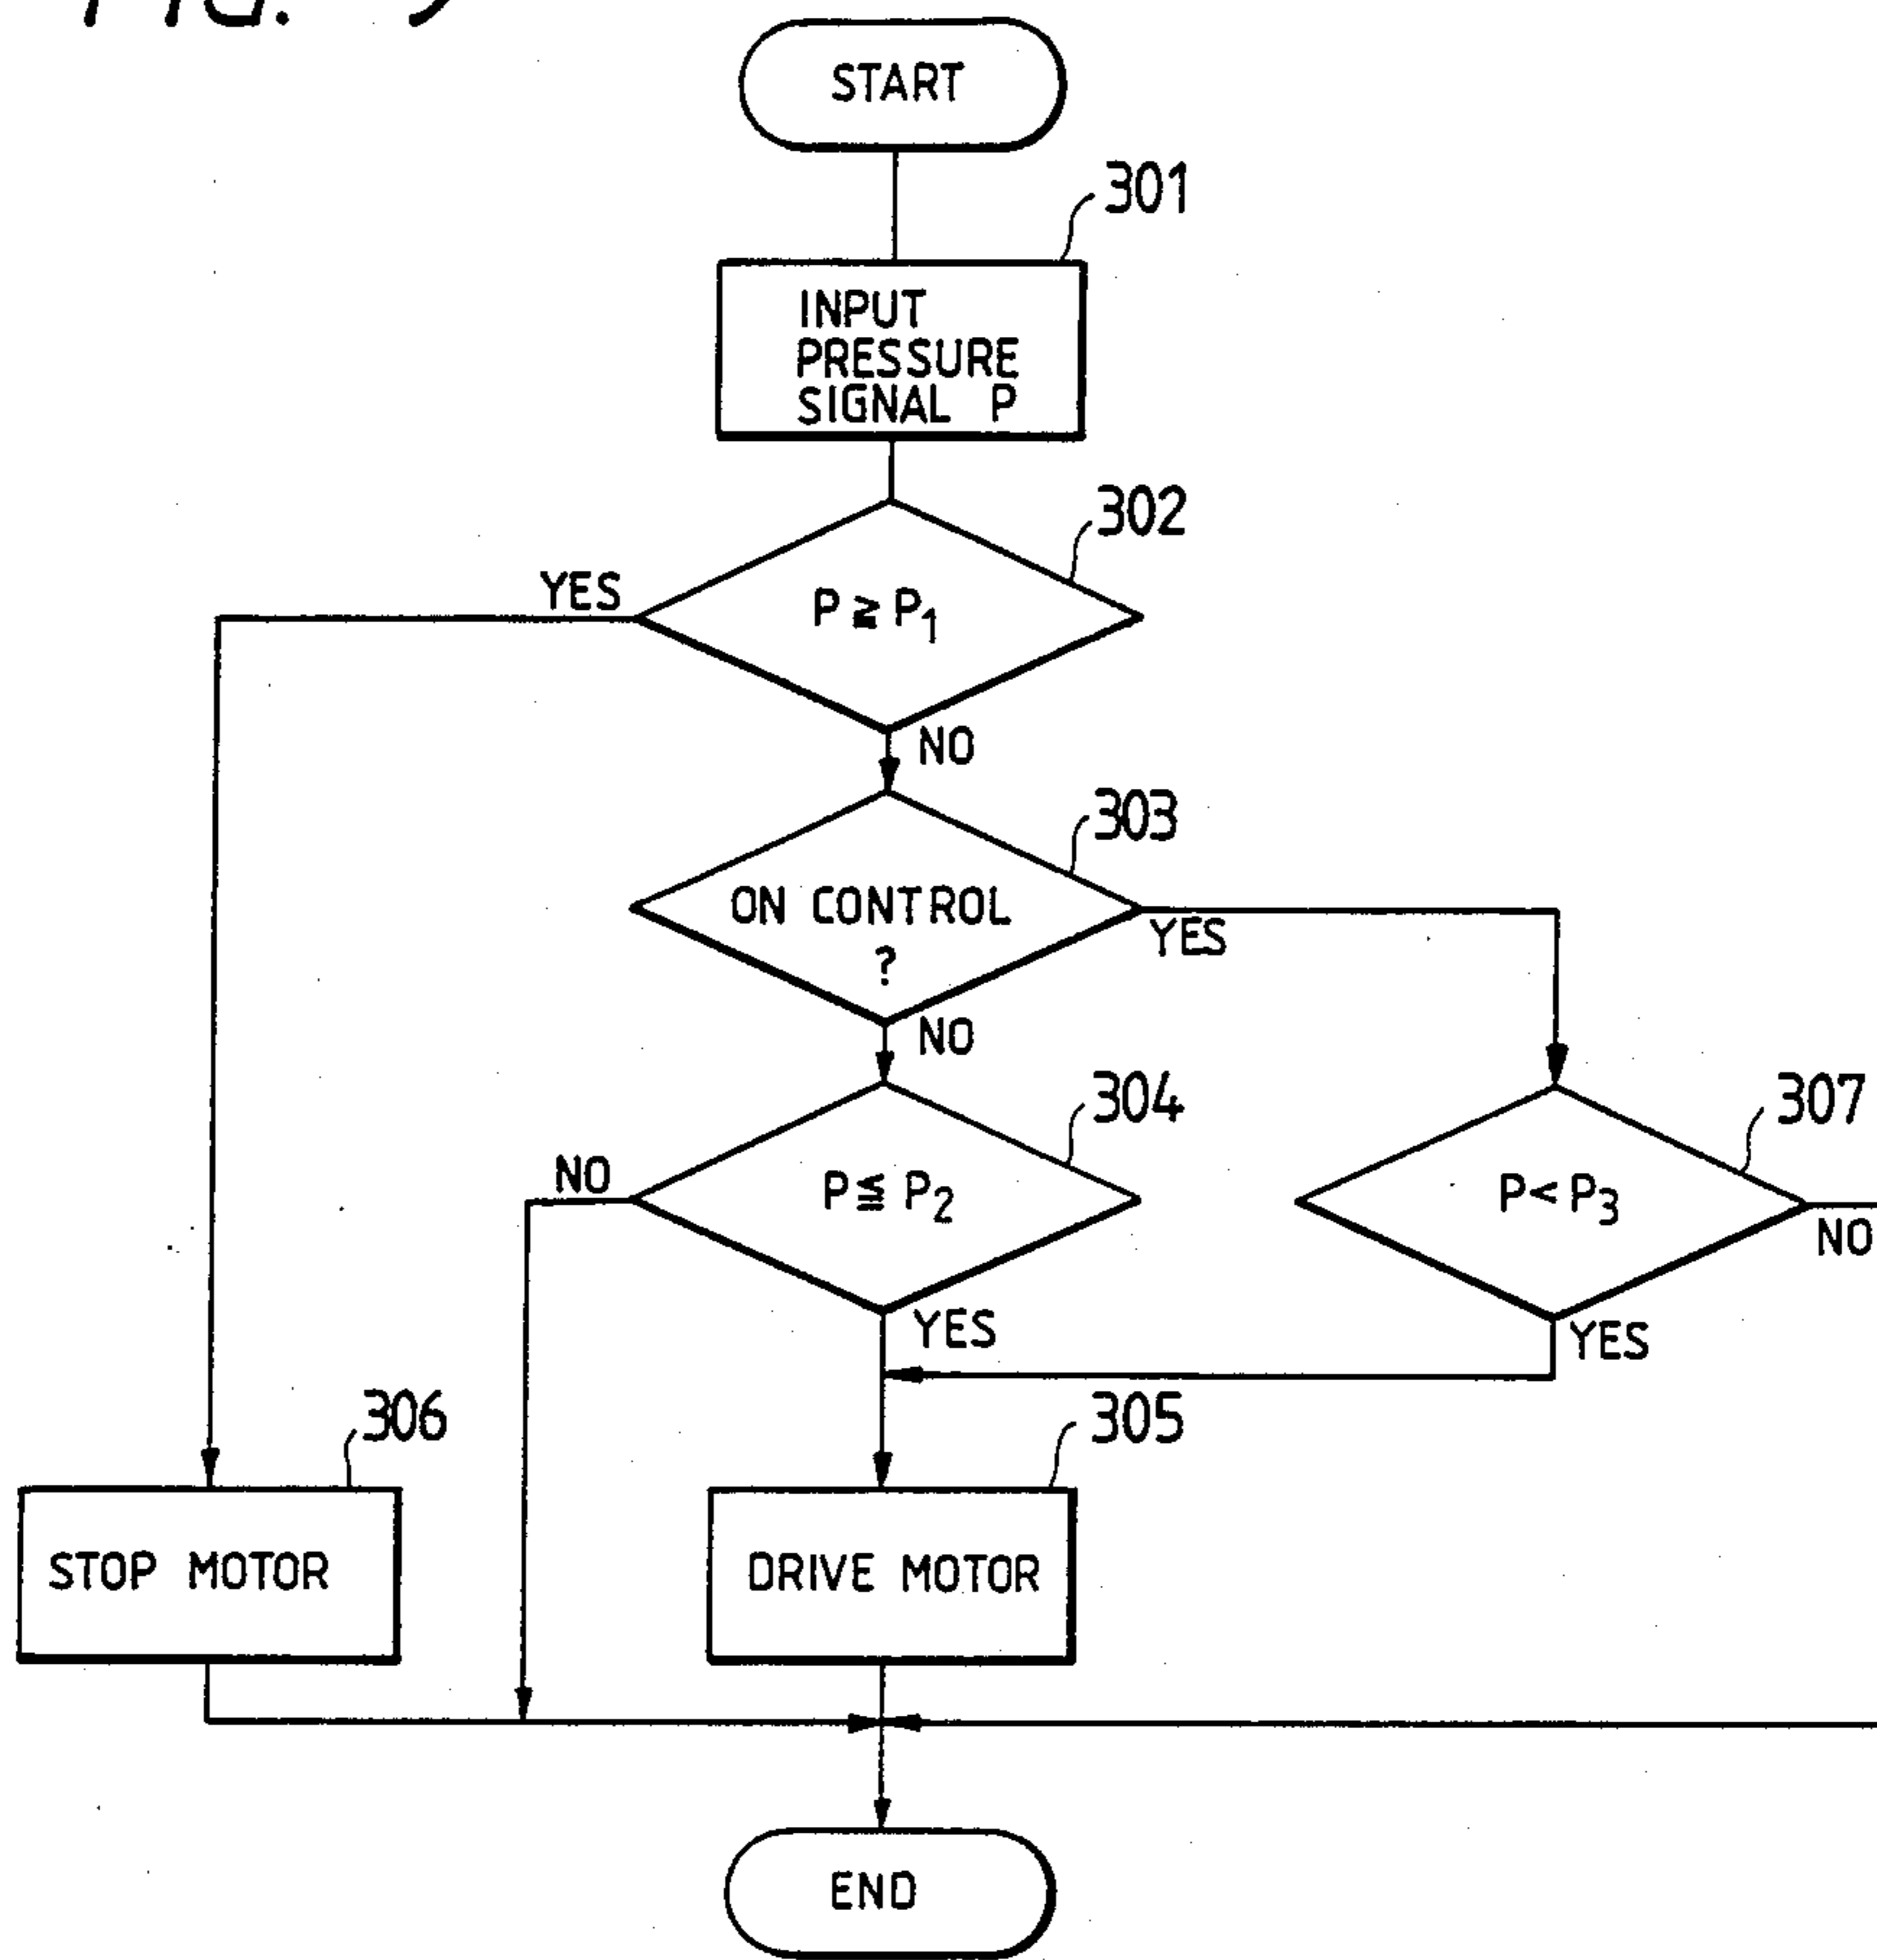 FIG.
START
301
INPUT
PRESSURE
SIGNAL P
302
YES
P ≧ P1
NO
303
ON CONTROL
?
YES
NO
304
307
NO
P ≦ P2
P < P3
NO
YES
YES
306
305
STOP MOTOR
DRIVE MOTOR
END